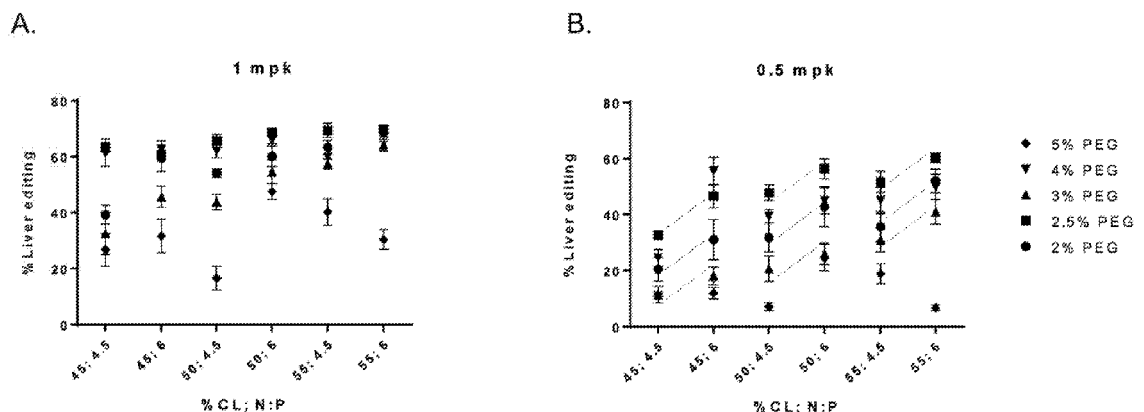 A.
B.
1 mpk
0.5 mpk
% Liver editing
80
60
40
20
0
45; 4.5
45; 6
50; 4.5
50; 6
55; 4.5
55; 6
% CL; N:P
% Liver editing
80
60
40
20
0
45; 4.5
45; 6
50; 4.5
50; 6
55; 4.5
55; 6
% CL; N:P
5% PEG
4% PEG
3% PEG
2.5% PEG
2% PEG